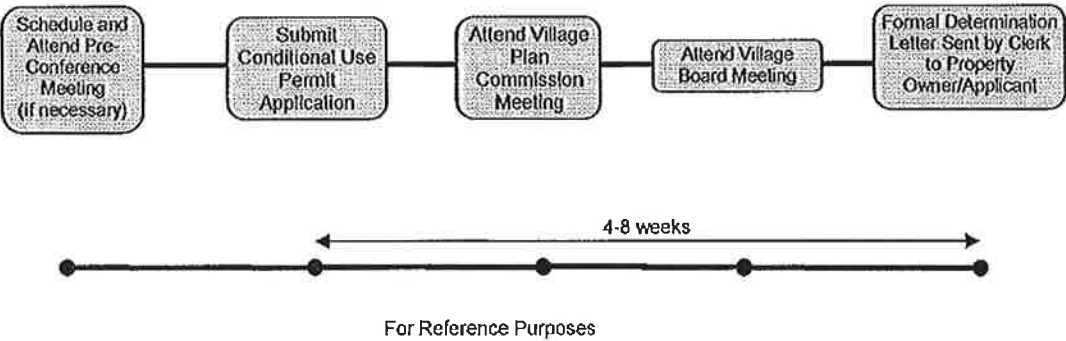 Schedule and
Attend Pre-
Conference
Meeting
(if necessary)
Submit
Conditional Use
Permit
Application
Attend Village
Plan
Commission
Meeting
Attend Village
Board Meeting
Formal Determination
Letter Sent by Clerk
to Property
Owner/Applicant
4-8 weeks
For Reference Purposes